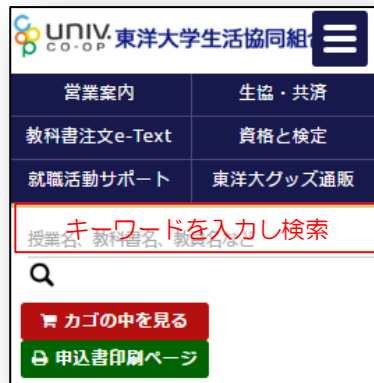 UNIV. CO-OP 東洋大学生活協同組合
営業案内 生協・共済
教科書注文e-Text 資格と検定
就職活動サポート 東洋大グッズ通販
キーワードを入力し検索
授業名、教科書名、教員名など
カゴの中を見る
申込書印刷ページ